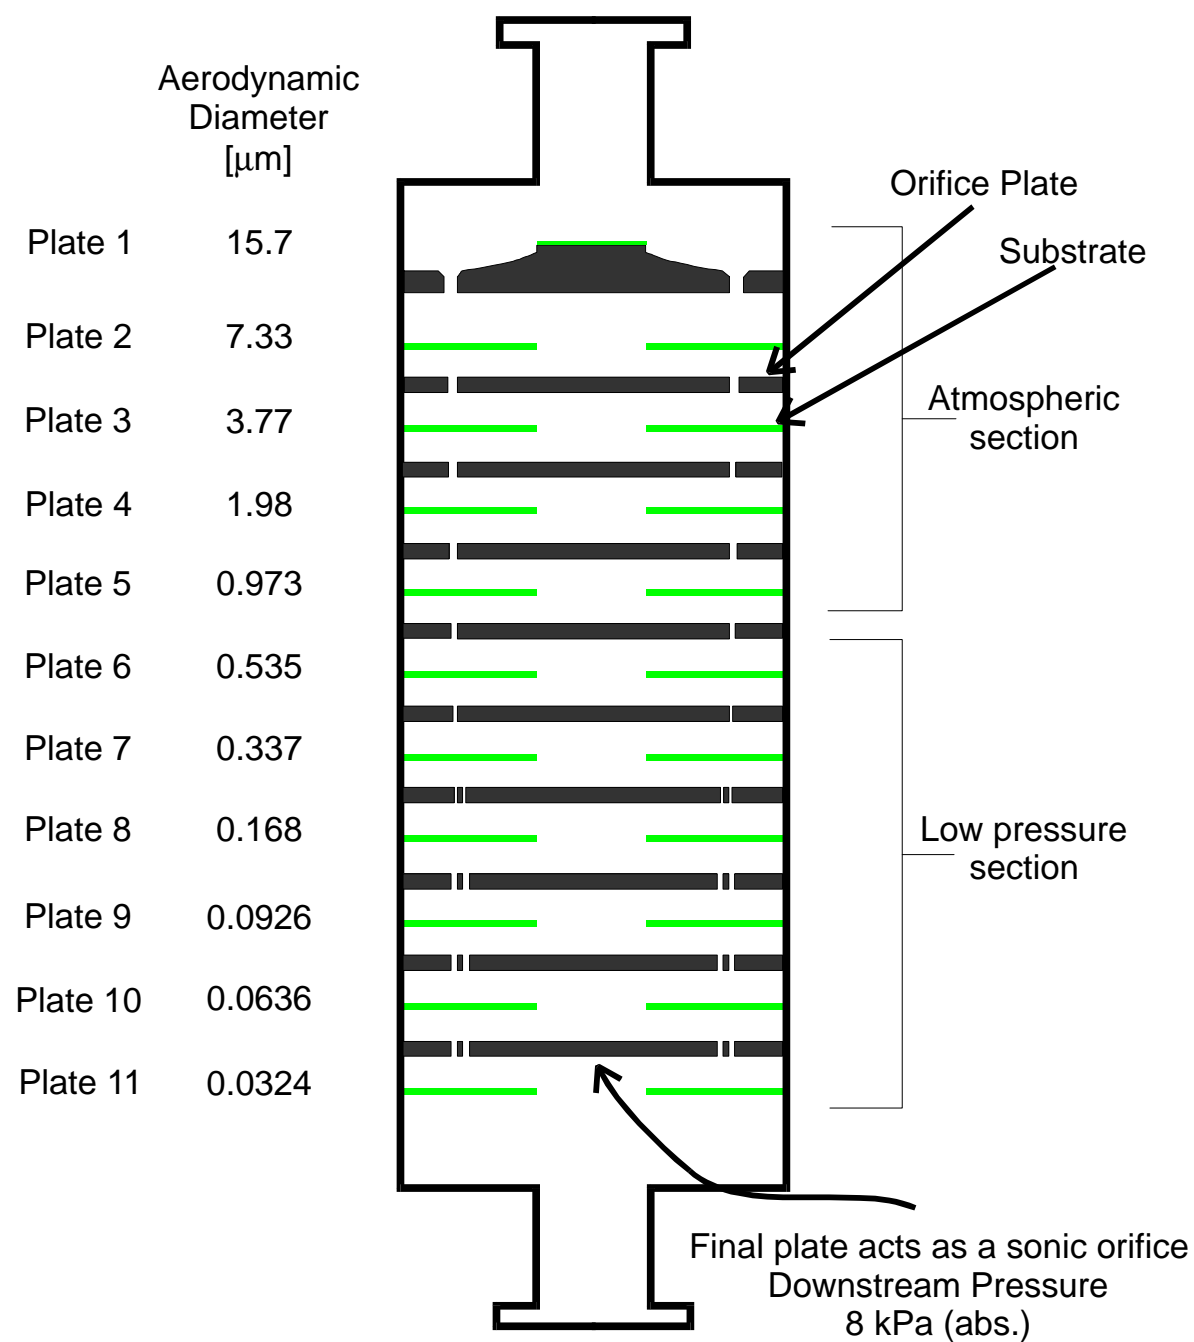 Aerodynamic
Diameter
[μm]
Orifice Plate
Substrate
Plate 1 15.7
Plate 2 7.33
Plate 3 3.77
Atmospheric
section
Plate 4 1.98
Plate 5 0.973
Plate 6 0.535
Plate 7 0.337
Plate 8 0.168
Low pressure
section
Plate 9 0.0926
Plate 10 0.0636
Plate 11 0.0324
Final plate acts as a sonic orifice
Downstream Pressure
8 kPa (abs.)